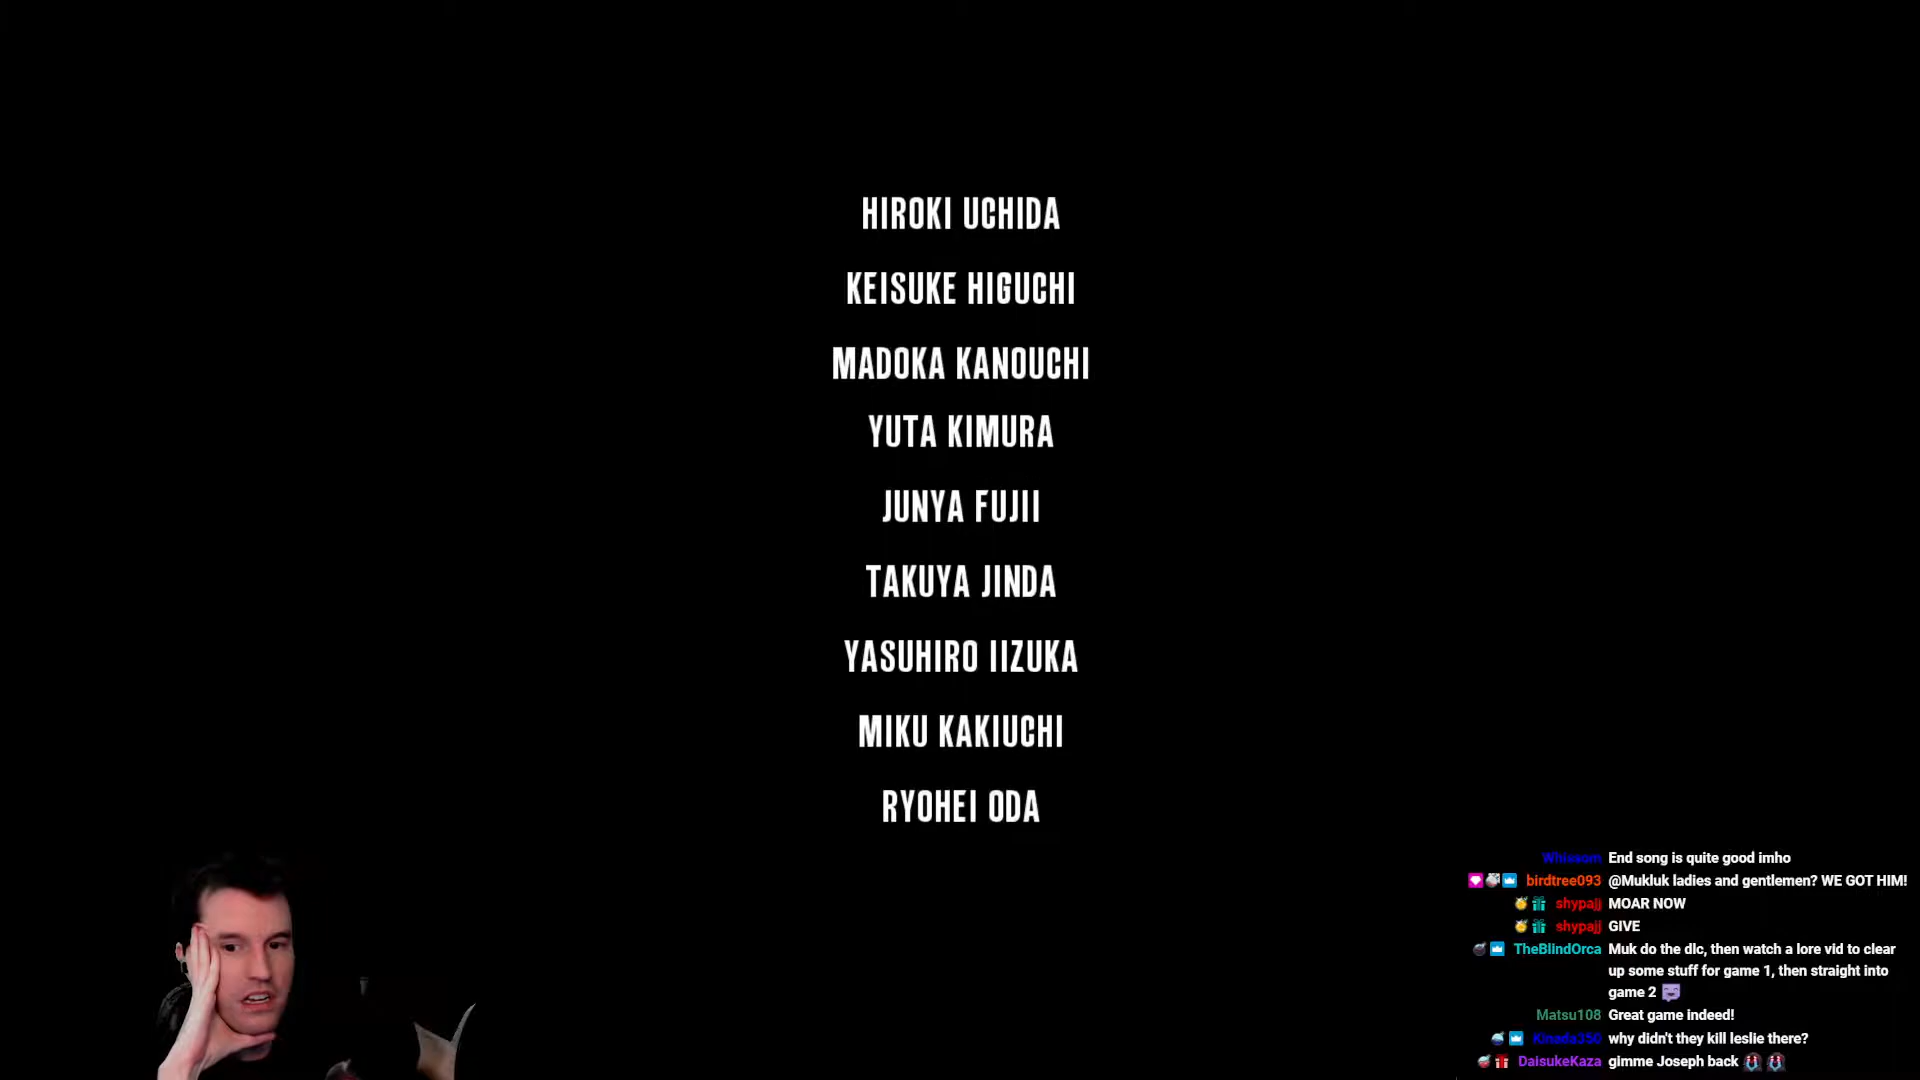 HIROKI UCHIDA
KEISUKE HIGUCHI
MADOKA KANOUCHI
YUTA KIMURA
JUNYA FUJII
TAKUYA JINDA
YASUHIRO IIZUKA
MIKU KAKIUCHI
RYOHEI ODA
Whissom End song is quite good imho
birdtree093 @Mukluk ladies and gentlemen? WE GOT HIM!
shypajj MOAR NOW
shypajj GIVE
TheBlindOrca Muk do the dlc, then watch a lore vid to clear
up some stuff for game 1, then straight into
game 2
Matsu108 Great game indeed!
Kinada350 why didn't they kill leslie there?
DaisukeKaza gimme Joseph back